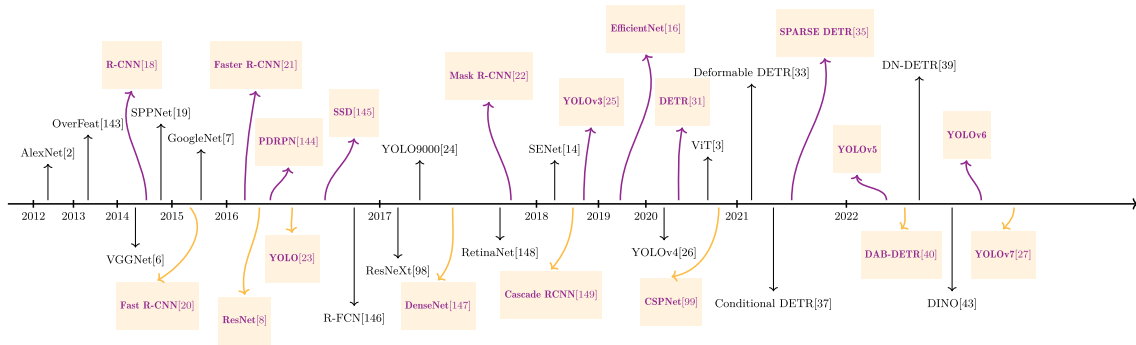 EfficientNet[16]
SPARSE DETR[35]
R-CNN[18]
Faster R-CNN[21]
Mask R-CNN[22]
Deformable DETR[33]
DN-DETR[39]
SPPNet[19]
SSD[145]
YOLOv3[25]
DETR[31]
OverFeat[143]
GoogleNet[7]
PDRPN[144]
YOLO9000[24]
SENet[14]
ViT[3]
YOLOv5
YOLOv6
AlexNet[2]
2012
2013
2014
2015
2016
2017
2018
2019
2020
2021
2022
VGGNet[6]
YOLO[23]
ResNeXt[98]
RetinaNet[148]
YOLOv4[26]
DAB-DETR[40]
YOLOv7[27]
Fast R-CNN[20]
ResNet[8]
R-FCN[146]
DenseNet[147]
Cascade RCNN[149]
CSPNet[99]
Conditional DETR[37]
DINO[43]